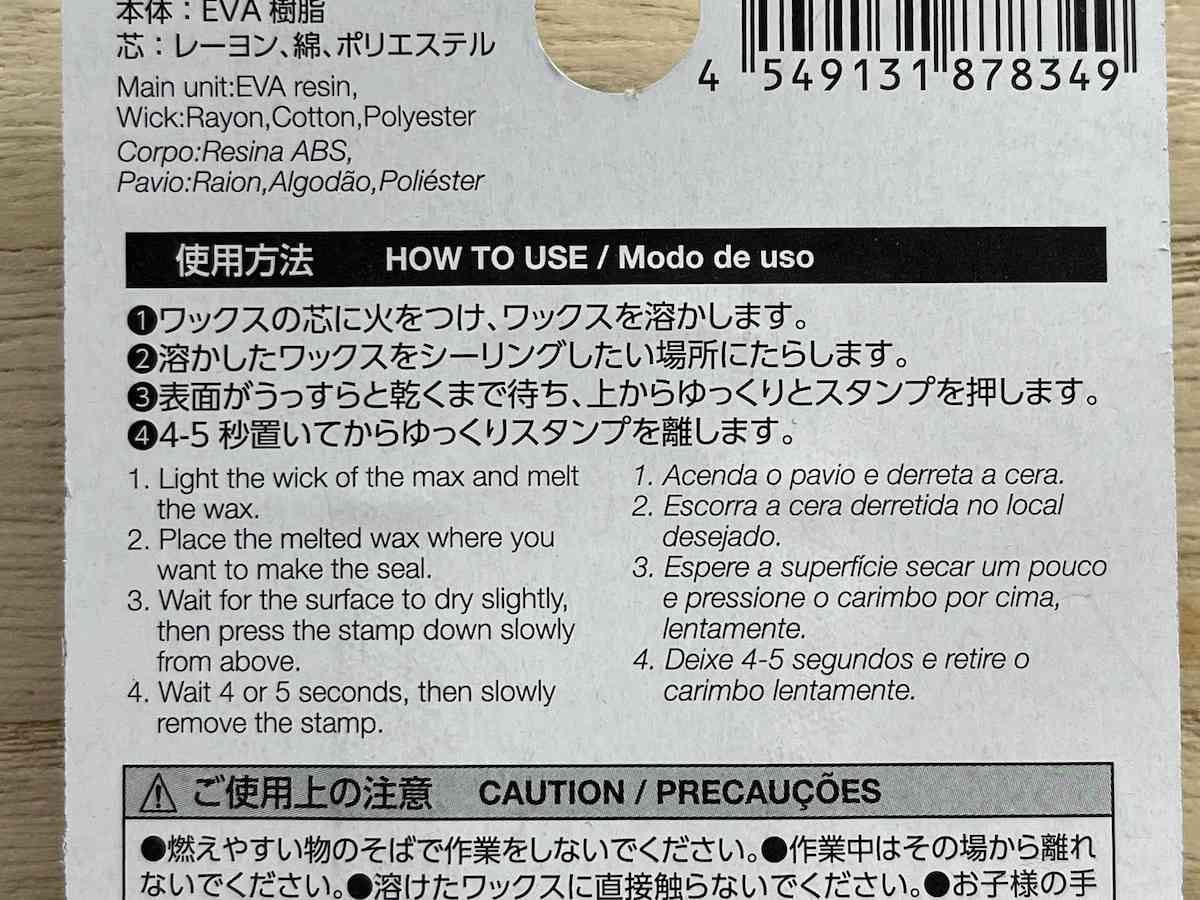 本体：EVA 樹脂
芯：レーヨン、綿、ポリエステル
Main unit:EVA resin,
Wick:Rayon,Cotton,Polyester
Corpo:Resina ABS,
Pavio:Raion,Algodão,Poliéster
4 549131 878349
使用方法 HOW TO USE / Modo de uso
❶ワックスの芯に火をつけ、ワックスを溶かします。
❷溶かしたワックスをシーリングしたい場所にたらします。
❸表面がうっすらと乾くまで待ち、上からゆっくりとスタンプを押します。
❹4-5 秒置いてからゆっくりスタンプを離します。
1. Light the wick of the max and melt
the wax.
2. Place the melted wax where you
want to make the seal.
3. Wait for the surface to dry slightly,
then press the stamp down slowly
from above.
4. Wait 4 or 5 seconds, then slowly
remove the stamp.
1. Acenda o pavio e derreta a cera.
2. Escorra a cera derretida no local
desejado.
3. Espere a superfície secar um pouco
e pressione o carimbo por cima,
lentamente.
4. Deixe 4-5 segundos e retire o
carimbo lentamente.
⚠ ご使用上の注意 CAUTION / PRECAUÇÕES
●燃えやすい物のそばで作業をしないでください。●作業中はその場から離れ
ないでください。●溶けたワックスに直接触らないでください。●お子様の手